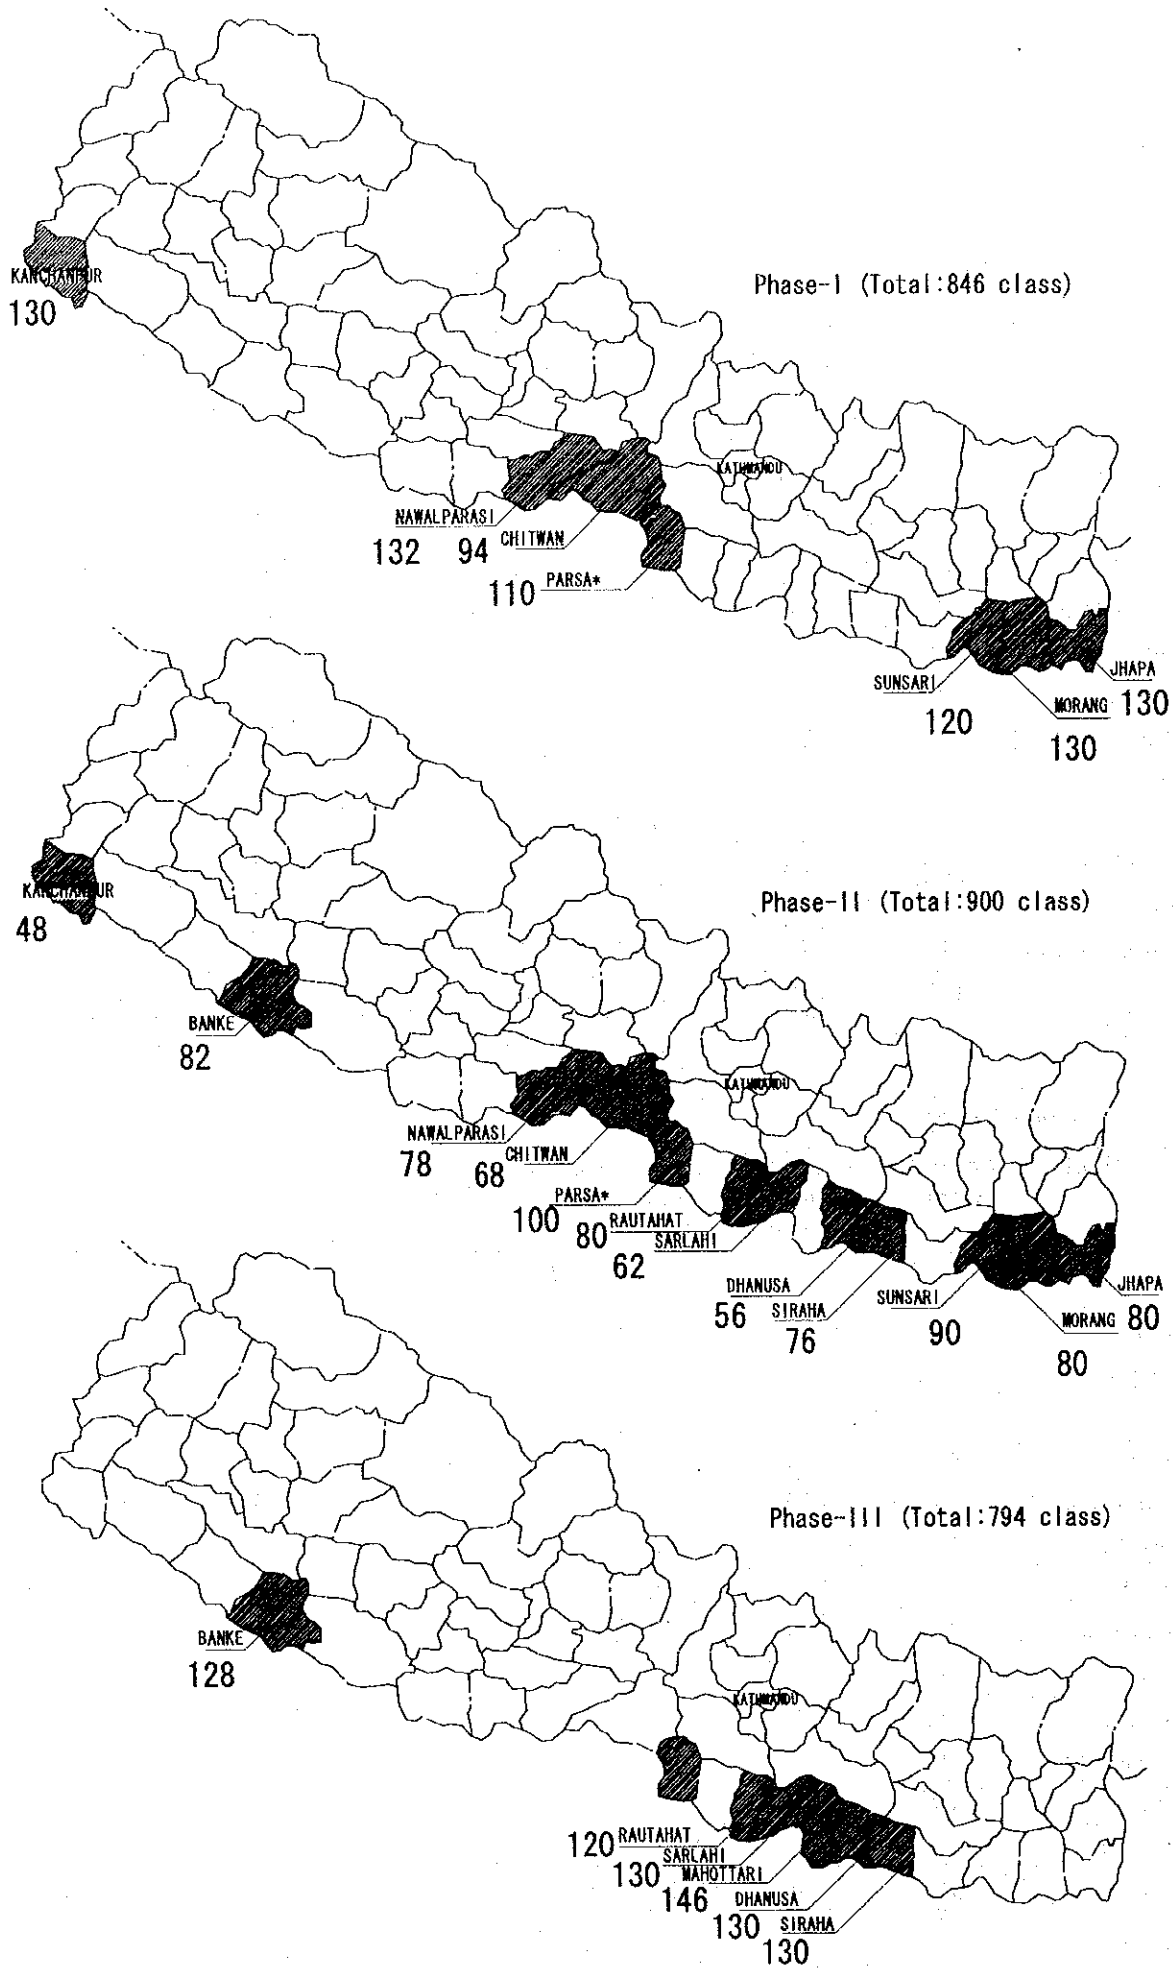 Phase-I (Total:846 class)
KANCHANPUR
130
KATHMANDU
NAWALPARASI
132
CHITWAN
94
PARSA*
110
SUNSARI
120
MORANG
130
JHAPA
130
Phase-II (Total:900 class)
KANCHANPUR
48
BANKE
82
KATHMANDU
NAWALPARASI
78
CHITWAN
68
PARSA*
100
RAUTAHAT
80
SARLAHI
62
DHANUSA
56
SIRAHA
76
SUNSARI
90
MORANG
80
JHAPA
80
Phase-III (Total:794 class)
BANKE
128
KATHMANDU
120 RAUTAHAT
SARLAHI
130
MAHOTTARI
146
DHANUSA
130
SIRAHA
130